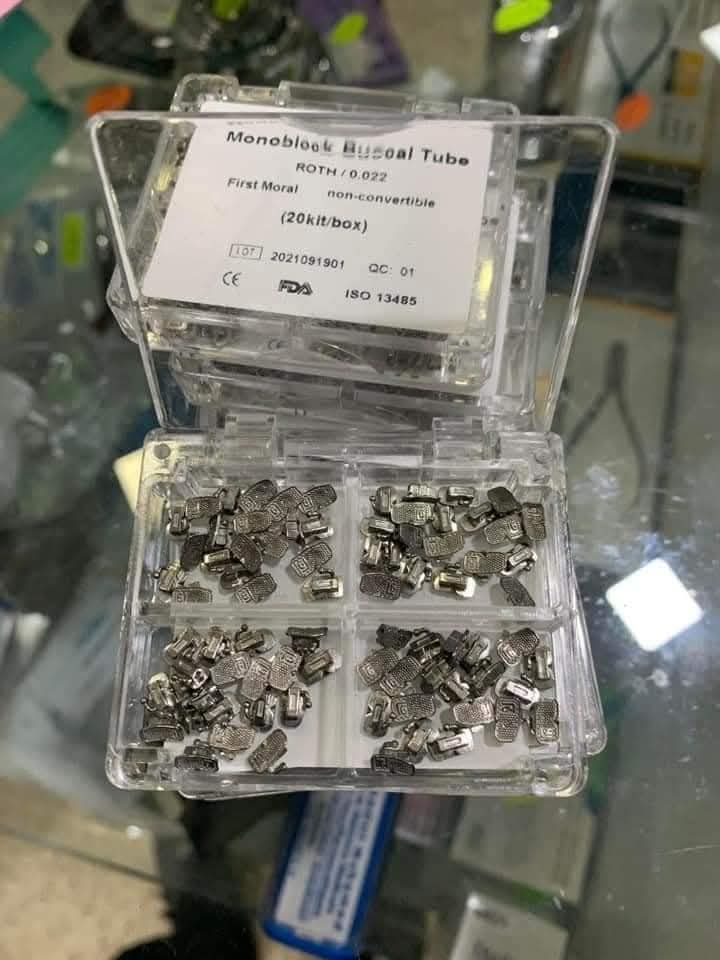 Monoblock Buccal Tube
ROTH / 0.022
First Moral non-convertible
(20kit/box)
LOT 2021091901 QC: 01
CE FDA ISO 13485